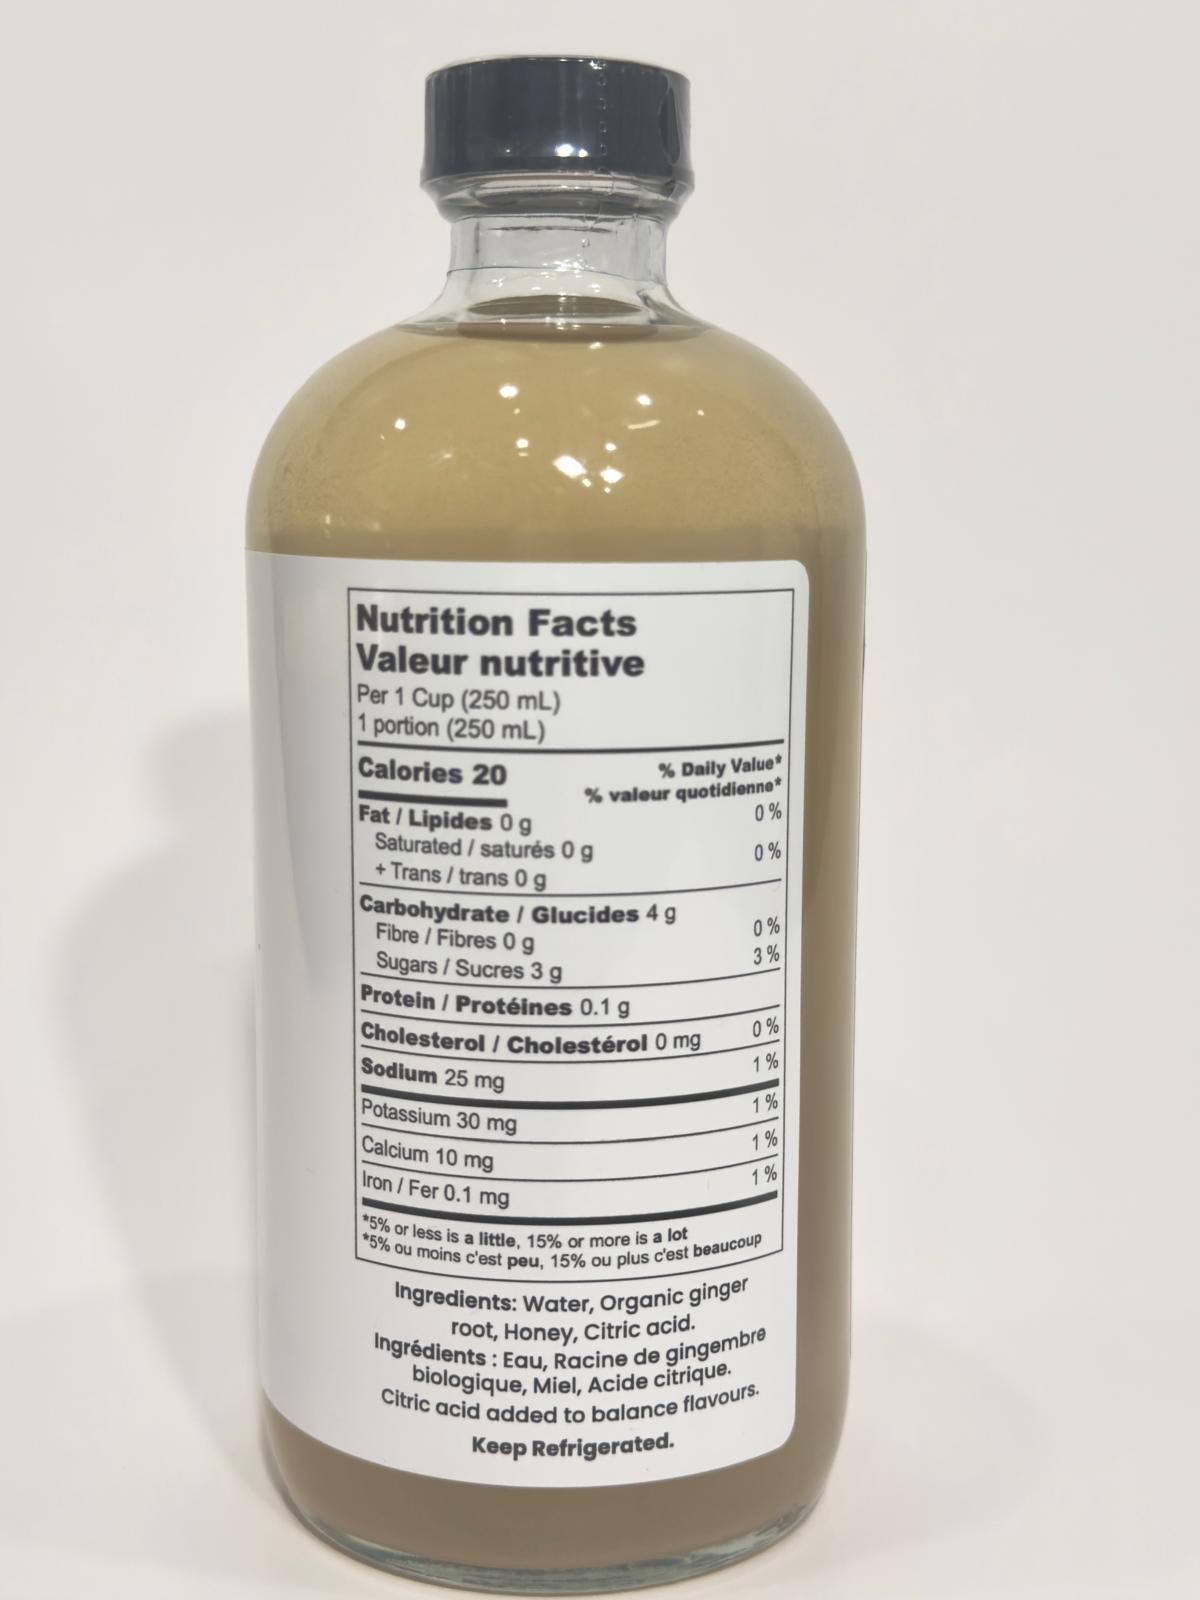 Nutrition Facts
Valeur nutritive
Per 1 Cup (250 mL)
1 portion (250 mL)
Calories 20
% Daily Value*
% valeur quotidienne*
Fat / Lipides 0 g 0 %
Saturated / saturés 0 g
+ Trans / trans 0 g 0 %
Carbohydrate / Glucides 4 g
Fibre / Fibres 0 g 0 %
Sugars / Sucres 3 g 3 %
Protein / Protéines 0.1 g
Cholesterol / Cholestérol 0 mg 0 %
Sodium 25 mg 1 %
Potassium 30 mg 1 %
Calcium 10 mg 1 %
Iron / Fer 0.1 mg 1 %
*5% or less is a little, 15% or more is a lot
*5% ou moins c'est peu, 15% ou plus c'est beaucoup
Ingredients: Water, Organic ginger
root, Honey, Citric acid.
Ingrédients : Eau, Racine de gingembre
biologique, Miel, Acide citrique.
Citric acid added to balance flavours.
Keep Refrigerated.